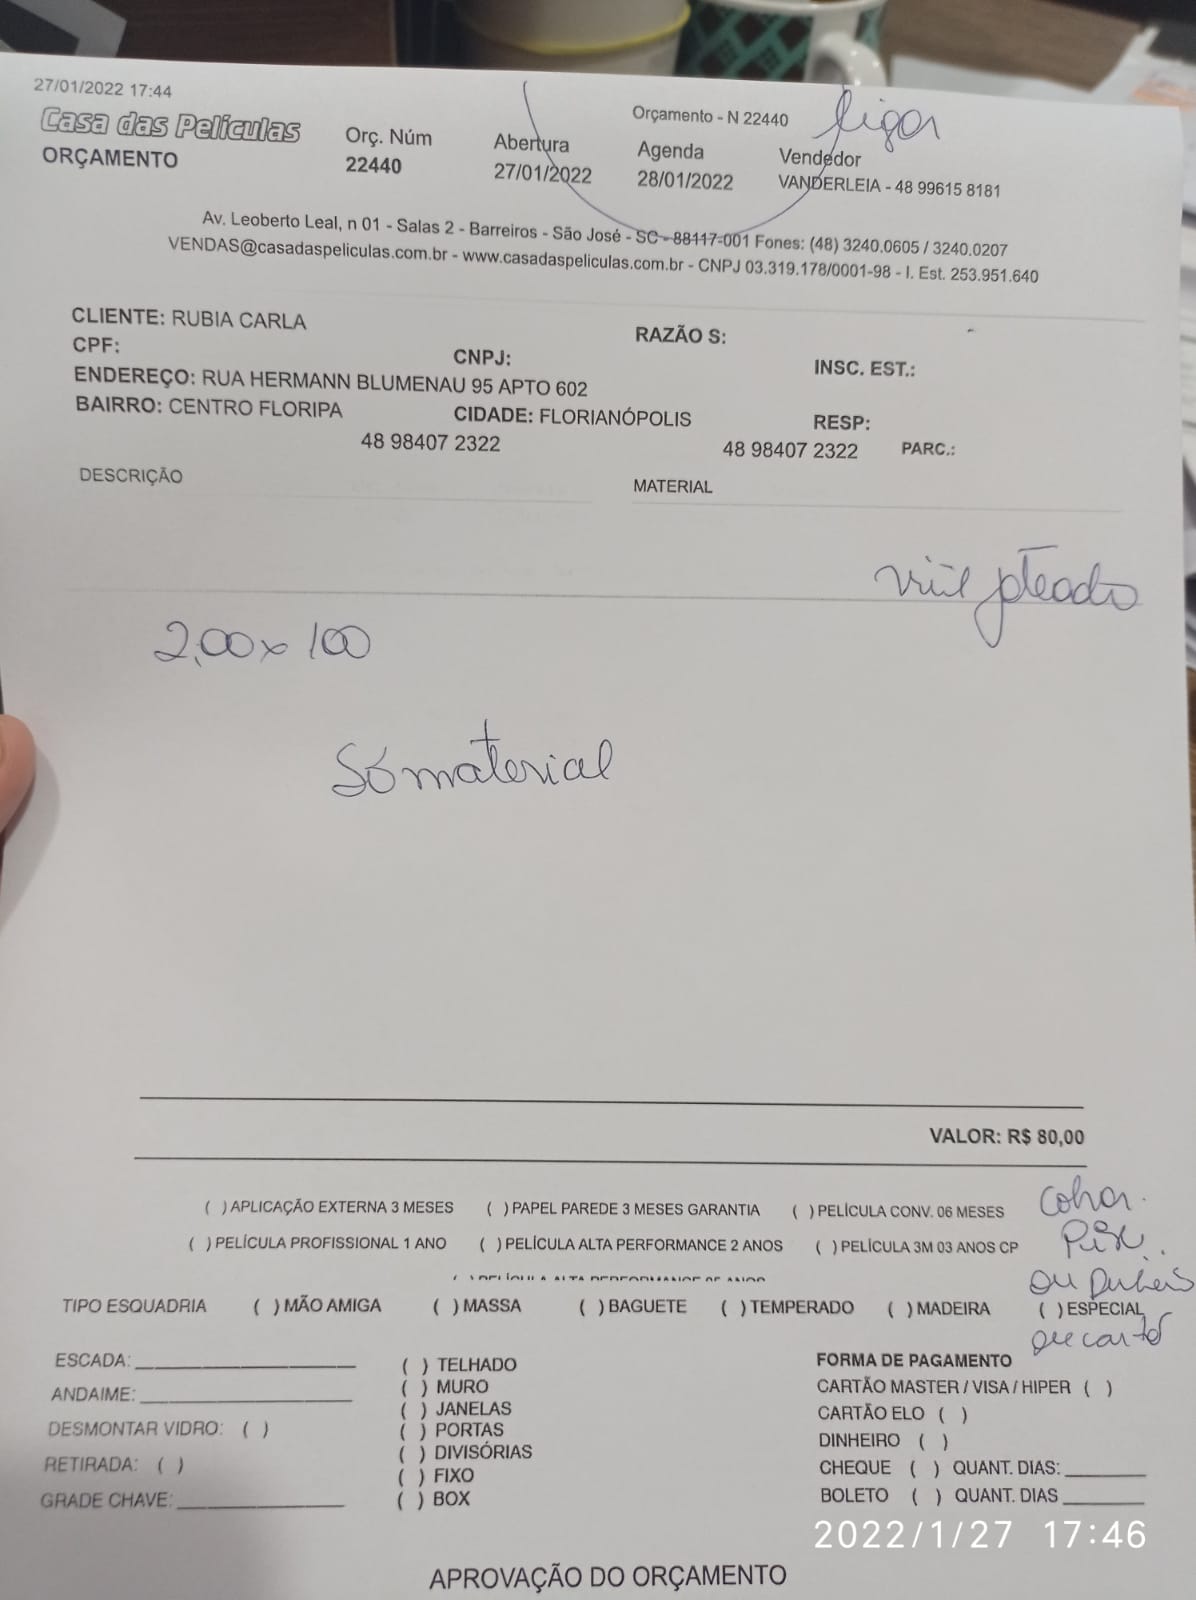 27/01/2022 17:44
Orçamento - N 22440
ligar
Casa das Películas
ORÇAMENTO
Orç. Núm
22440
Abertura
27/01/2022
Agenda
28/01/2022
Vendedor
VANDERLEIA - 48 99615 8181
Av. Leoberto Leal, n 01 - Salas 2 - Barreiros - São José - SC - 88117-001 Fones: (48) 3240.0605 / 3240.0207
VENDAS@casadaspeliculas.com.br - www.casadaspeliculas.com.br - CNPJ 03.319.178/0001-98 - I. Est. 253.951.640
CLIENTE: RUBIA CARLA
RAZÃO S:
CPF:
CNPJ:
INSC. EST.:
ENDEREÇO: RUA HERMANN BLUMENAU 95 APTO 602
BAIRRO: CENTRO FLORIPA
CIDADE: FLORIANÓPOLIS
RESP:
48 98407 2322
48 98407 2322
PARC.:
DESCRIÇÃO
MATERIAL
2,00x 100
Só material
VALOR: R$ 80,00
( ) APLICAÇÃO EXTERNA 3 MESES ( ) PAPEL PAREDE 3 MESES GARANTIA ( ) PELÍCULA CONV. 06 MESES
( ) PELÍCULA PROFISSIONAL 1 ANO ( ) PELÍCULA ALTA PERFORMANCE 2 ANOS ( ) PELÍCULA 3M 03 ANOS CP
cobrar
Pix
ou dinheiro
ou cartão
TIPO ESQUADRIA ( ) MÃO AMIGA ( ) MASSA ( ) BAGUETE ( ) TEMPERADO ( ) MADEIRA ( ) ESPECIAL
ESCADA:
ANDAIME:
DESMONTAR VIDRO: ( )
RETIRADA: ( )
GRADE CHAVE:
( ) TELHADO
( ) MURO
( ) JANELAS
( ) PORTAS
( ) DIVISÓRIAS
( ) FIXO
( ) BOX
FORMA DE PAGAMENTO
CARTÃO MASTER / VISA / HIPER ( )
CARTÃO ELO ( )
DINHEIRO ( )
CHEQUE ( ) QUANT. DIAS:
BOLETO ( ) QUANT. DIAS
2022/1/27 17:46
APROVAÇÃO DO ORÇAMENTO